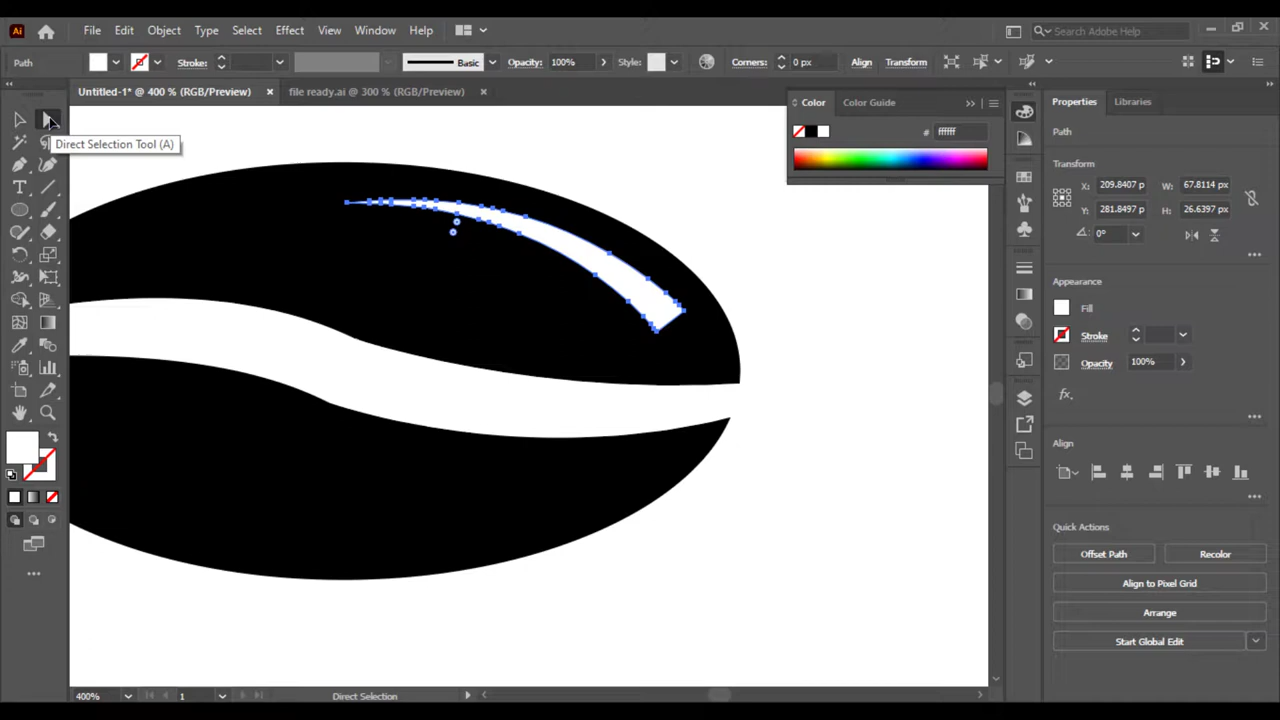 Ai File Edit Object Type Select Effect View Window Help Search Adobe Help
Path Stroke: Basic Opacity: 100% Style: Corners: 0 px Align Transform
Untitled-1* @ 400 % (RGB/Preview) × file ready.ai @ 300 % (RGB/Preview) ×
Color Color Guide
Properties Libraries
Direct Selection Tool (A)
# ffffff
Path
Transform
X: 209.8407 p W: 67.8114 px
Y: 281.8497 p H: 26.6397 px
0°
Appearance
Fill
Stroke
Opacity 100%
fx.
Align
Quick Actions
Offset Path Recolor
Align to Pixel Grid
Arrange
Start Global Edit
400% 1 Direct Selection